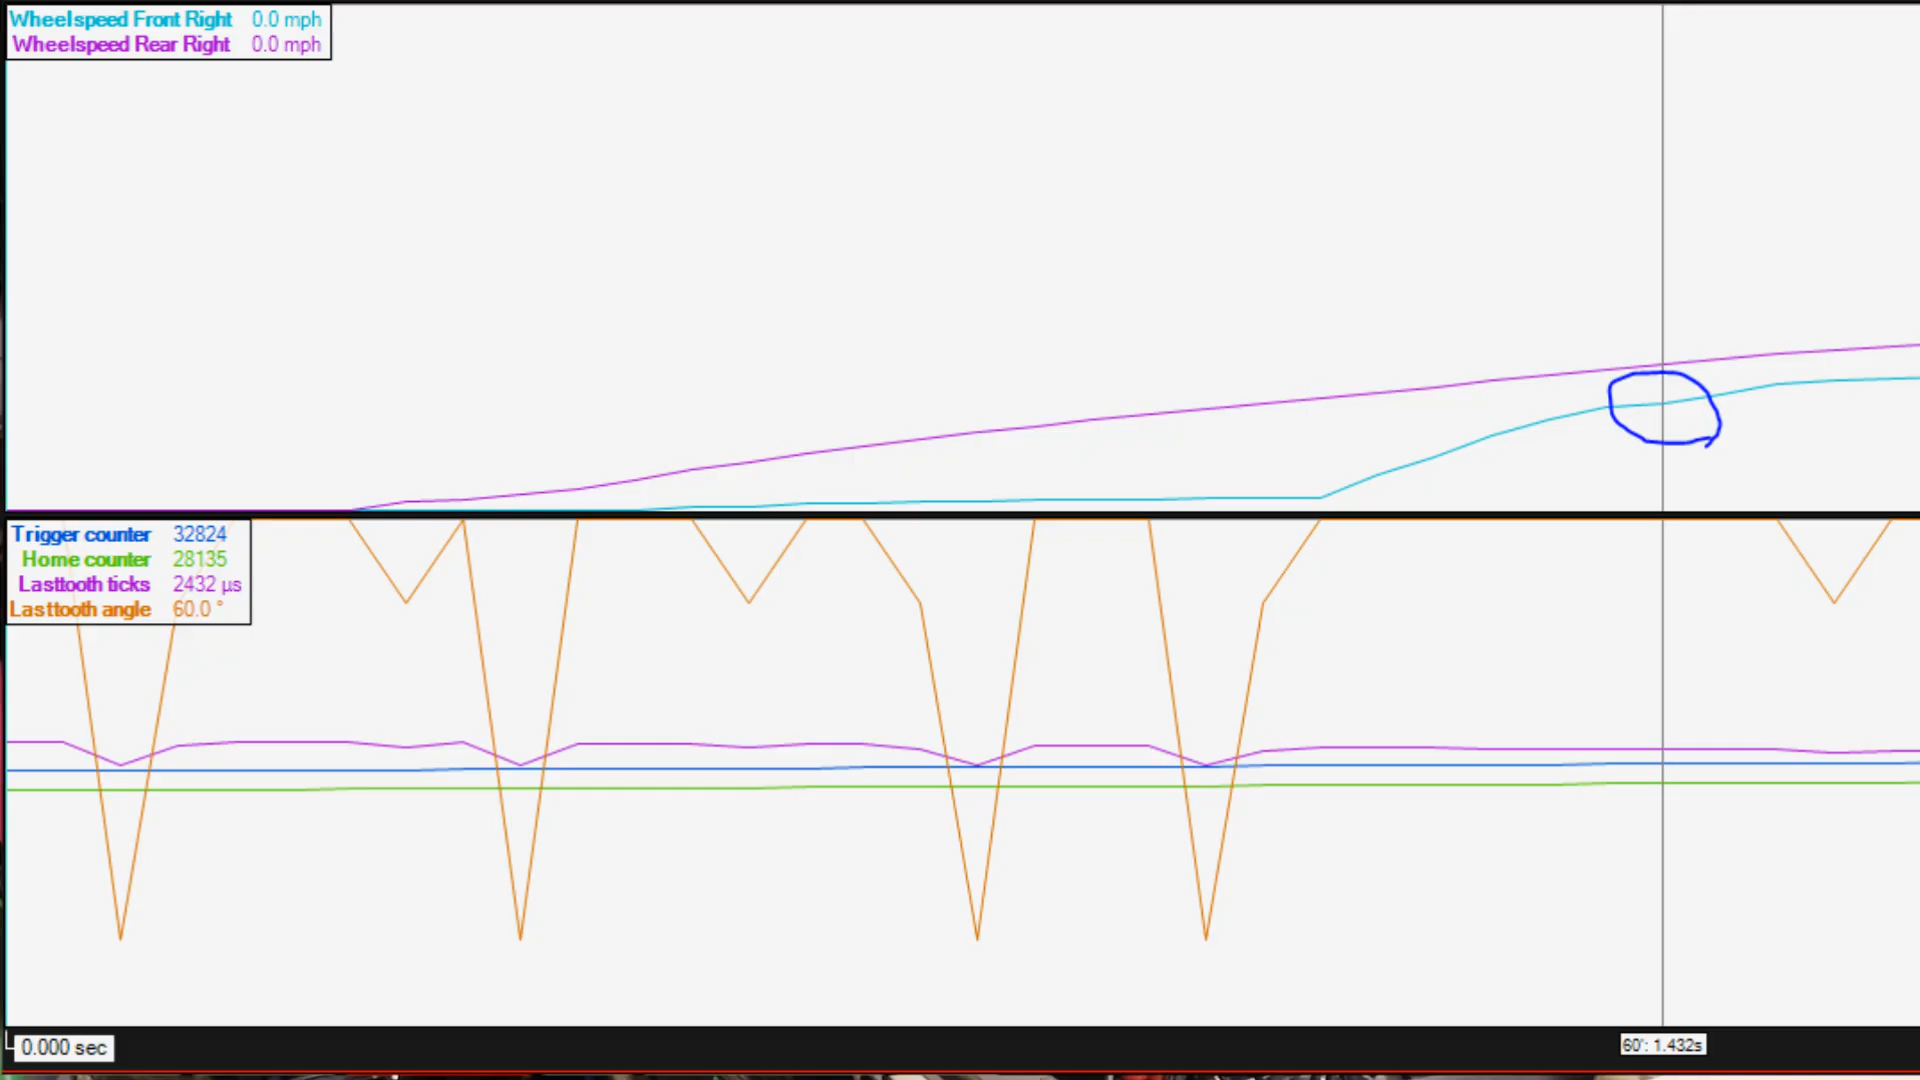 Wheelspeed Front Right 0.0 mph
Wheelspeed Rear Right 0.0 mph
Trigger counter 32824
Home counter 28135
Lasttooth ticks 2432 µs
Lasttooth angle 60.0 °
0.000 sec
60': 1.432s